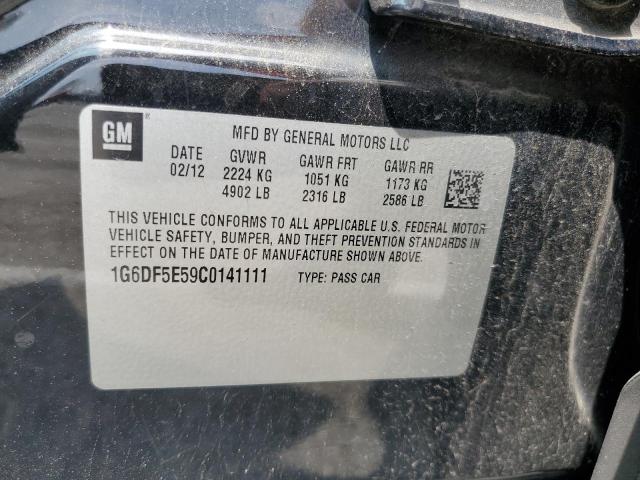 GM ®
MFD BY GENERAL MOTORS LLC
DATE GVWR GAWR FRT GAWR RR
02/12 2224 KG 1051 KG 1173 KG
4902 LB 2316 LB 2586 LB
THIS VEHICLE CONFORMS TO ALL APPLICABLE U.S. FEDERAL MOTOR
VEHICLE SAFETY, BUMPER, AND THEFT PREVENTION STANDARDS IN
EFFECT ON THE DATE OF MANUFACTURE SHOWN ABOVE.
1G6DF5E59C0141111 TYPE: PASS CAR